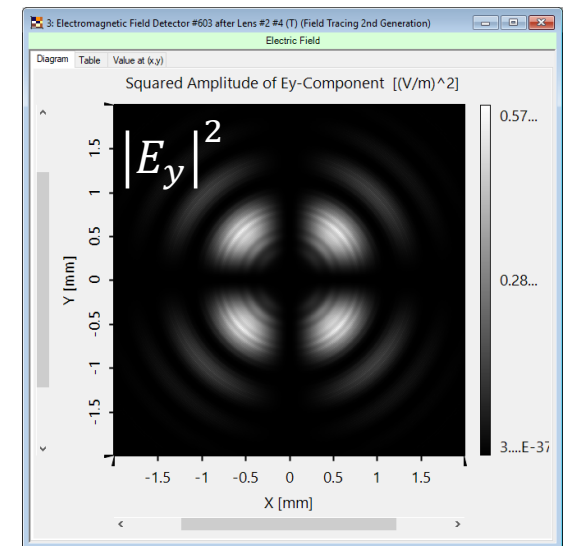 3: Electromagnetic Field Detector #603 after Lens #2 #4 (T) (Field Tracing 2nd Generation)
Electric Field
Diagram Table Value at (x,y)
Squared Amplitude of Ey-Component [(V/m)^2]
|E_y|^2
0.57...
0.28...
3....E-37
Y [mm]
1.5
1
0.5
0
-0.5
-1
-1.5
-1.5 -1 -0.5 0 0.5 1 1.5
X [mm]